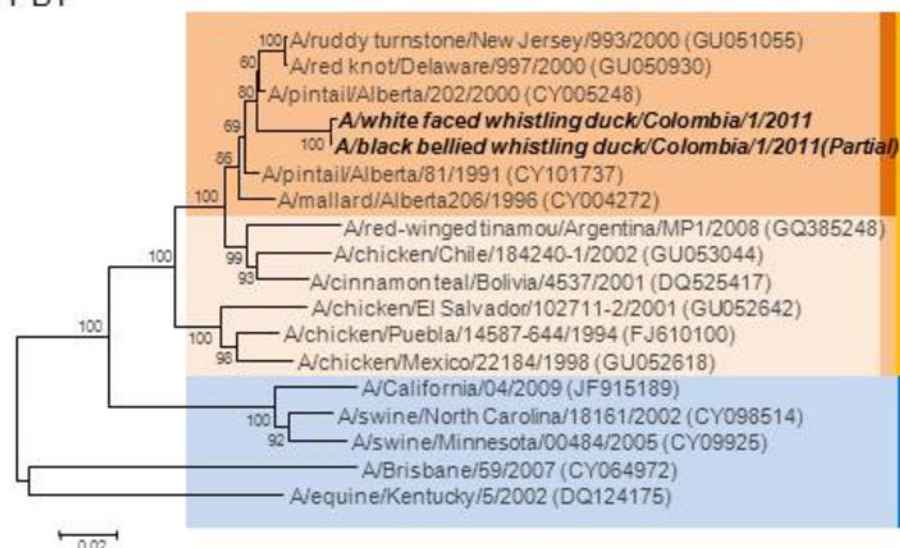 100 A/ruddy turnstone/New Jersey/993/2000 (GU051055)
60 A/red knot/Delaware/997/2000 (GU050930)
80 A/pintail/Alberta/202/2000 (CY005248)
A/white faced whistling duck/Colombia/1/2011
69
100 A/black bellied whistling duck/Colombia/1/2011(Partial)
86 A/pintail/Alberta/81/1991 (CY101737)
100 A/mallard/Alberta206/1996 (CY004272)
A/red-winged tinamou/Argentina/MP1/2008 (GQ385248)
100 99 A/chicken/Chile/184240-1/2002 (GU053044)
93 A/cinnamon teal/Bolivia/4537/2001 (DQ525417)
A/chicken/El Salvador/102711-2/2001 (GU052642)
100 100 A/chicken/Puebla/14587-644/1994 (FJ610100)
98 A/chicken/Mexico/22184/1998 (GU052618)
A/California/04/2009 (JF915189)
100 A/swine/North Carolina/18161/2002 (CY098514)
92 A/swine/Minnesota/00484/2005 (CY09925)
A/Brisbane/59/2007 (CY064972)
A/equine/Kentucky/5/2002 (DQ124175)
0.02